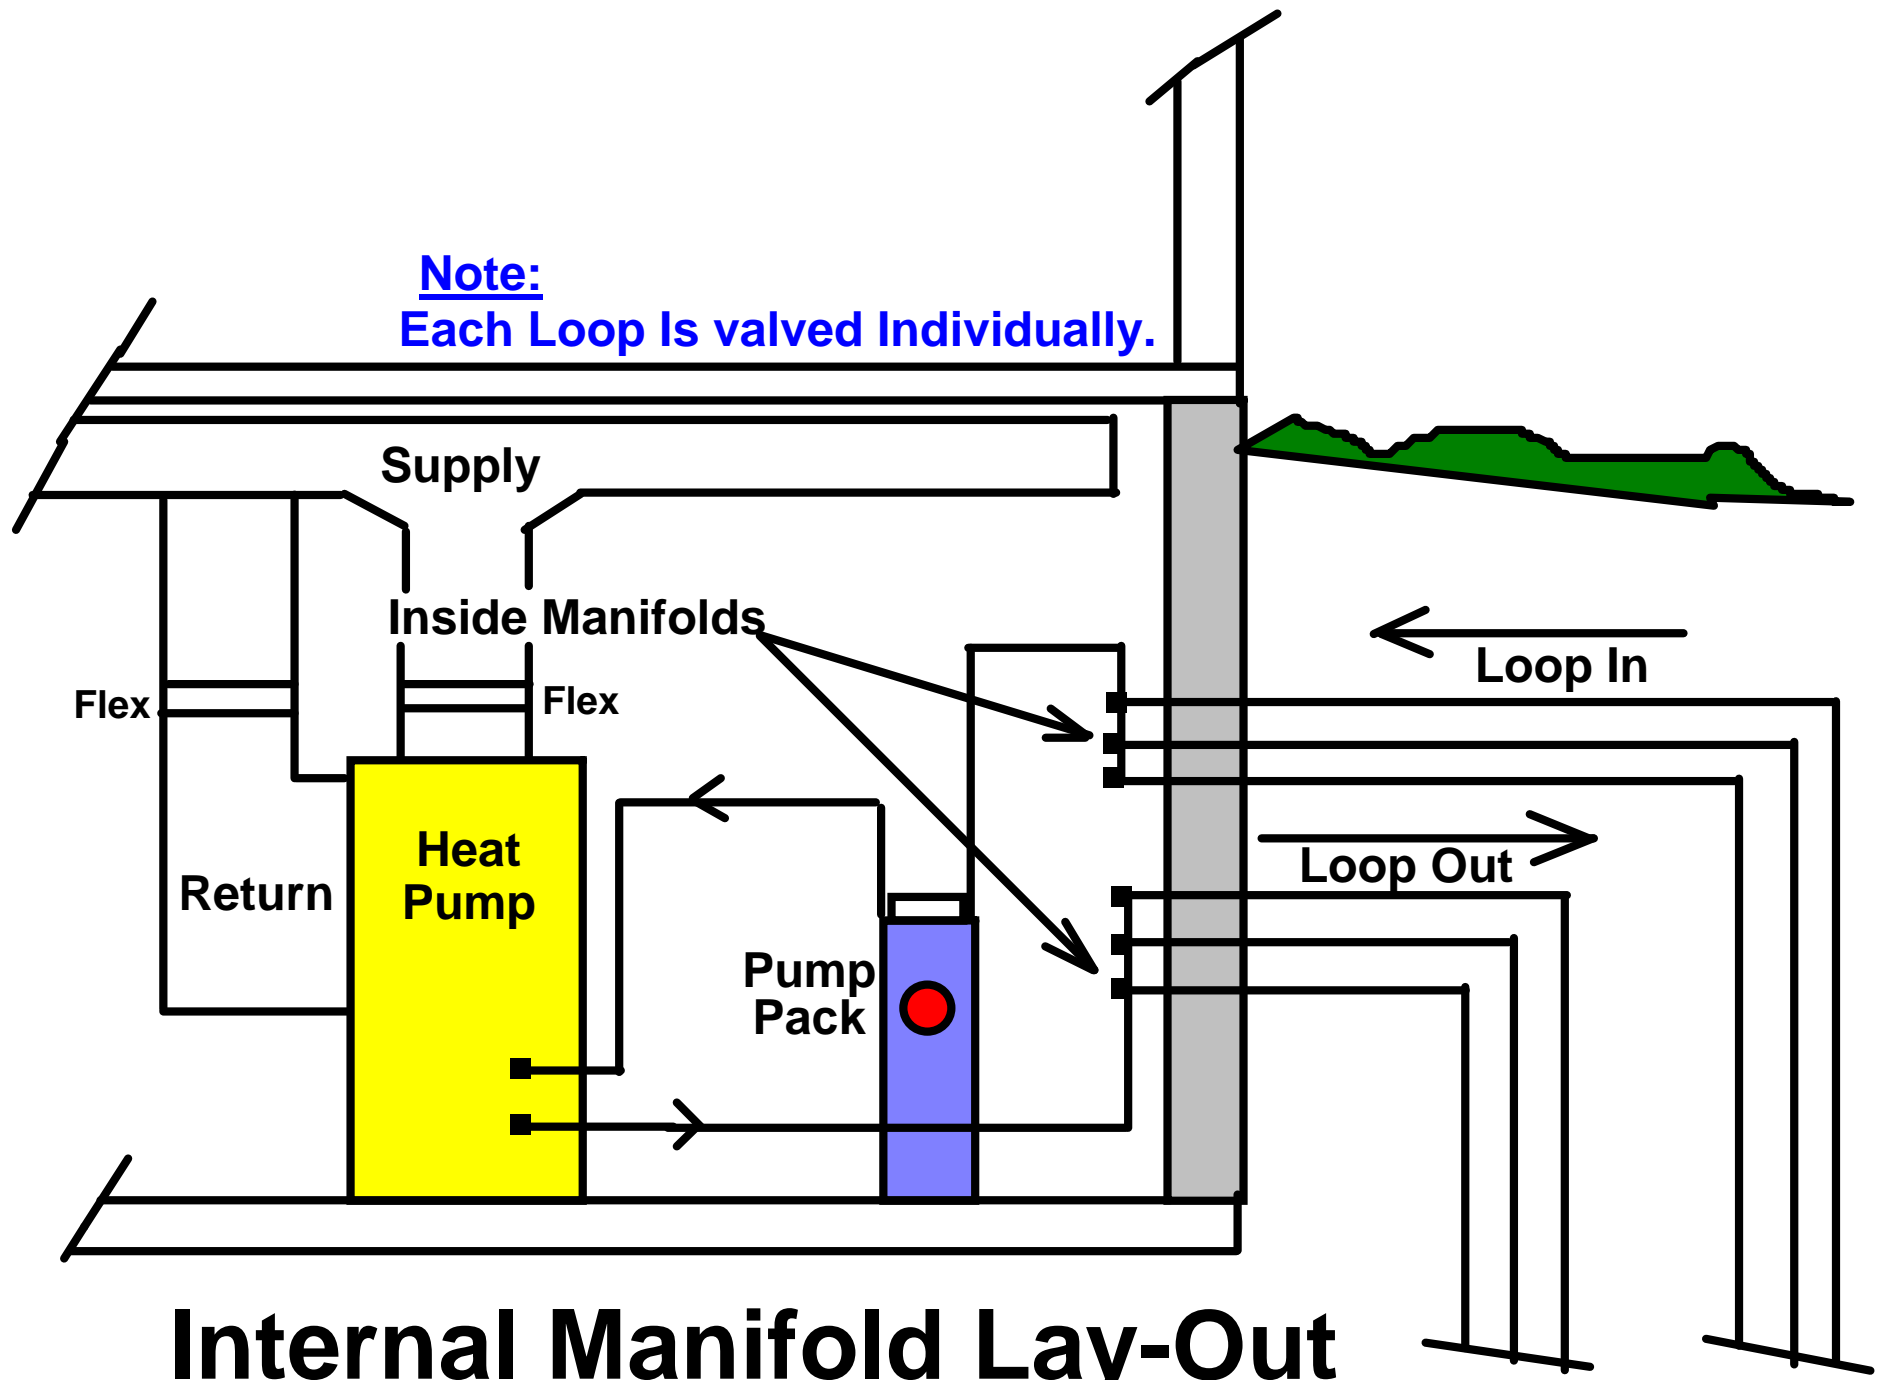 Note:
Each Loop Is valved Individually.
Supply
Inside Manifolds
Loop In
Flex
Flex
Heat
Pump
Loop Out
Return
Pump
Pack
Internal Manifold Lay-Out